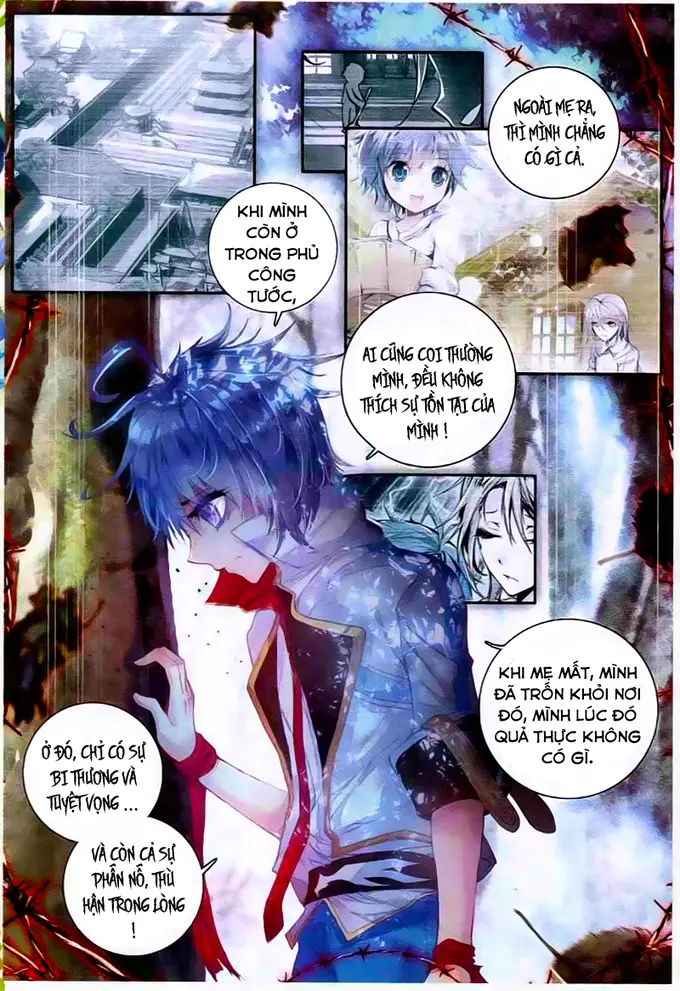 KHI MÌNH
CÒN Ở
TRONG PHỦ
CÔNG
TƯỚC,
NGOÀI MẸ RA,
THÌ MÌNH CHẲNG
CÓ GÌ CẢ.
AI CŨNG COI THƯỜNG
MÌNH, ĐỀU KHÔNG
THÍCH SỰ TỒN TẠI CỦA
MÌNH !
KHI MẸ MẤT, MÌNH
ĐÃ TRỐN KHỎI NƠI
ĐÓ, MÌNH LÚC ĐÓ
QUẢ THỰC KHÔNG
CÓ GÌ.
Ở ĐÓ, CHỈ CÓ SỰ
BI THƯƠNG VÀ
TUYỆT VỌNG ...
VÀ CÒN CẢ SỰ
PHẪN NỘ, THÙ
HẬN TRONG LÒNG
!